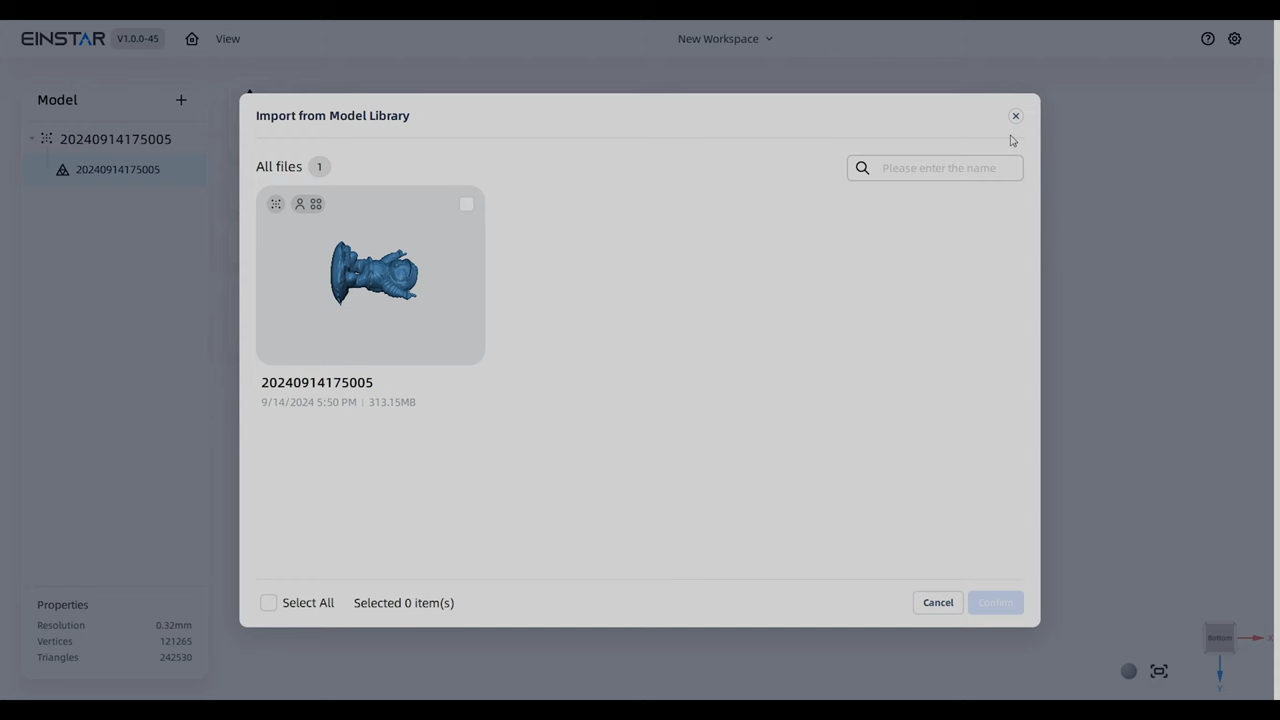 EINSTAR V1.0.0-45 View New Workspace
Model +
20240914175005
20240914175005
Import from Model Library
All files 1
Please enter the name
20240914175005
9/14/2024 5:50 PM | 313.15MB
Select All Selected 0 item(s) Cancel Confirm
Properties
Resolution 0.32mm
Vertices 121265
Triangles 242530
Bottom X
Y